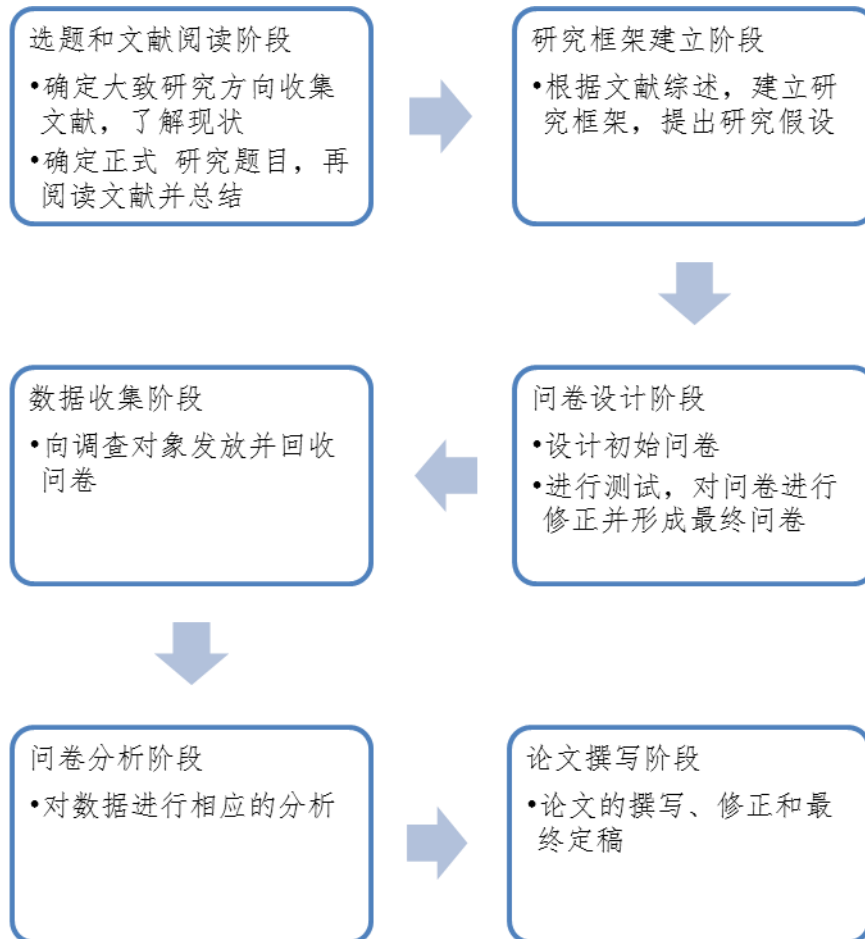 选题和文献阅读阶段
•确定大致研究方向收集
文献，了解现状
•确定正式 研究题目，再
阅读文献并总结
研究框架建立阶段
•根据文献综述，建立研
究框架，提出研究假设
问卷设计阶段
•设计初始问卷
•进行测试，对问卷进行
修正并形成最终问卷
数据收集阶段
•向调查对象发放并回收
问卷
问卷分析阶段
•对数据进行相应的分析
论文撰写阶段
•论文的撰写、修正和最
终定稿